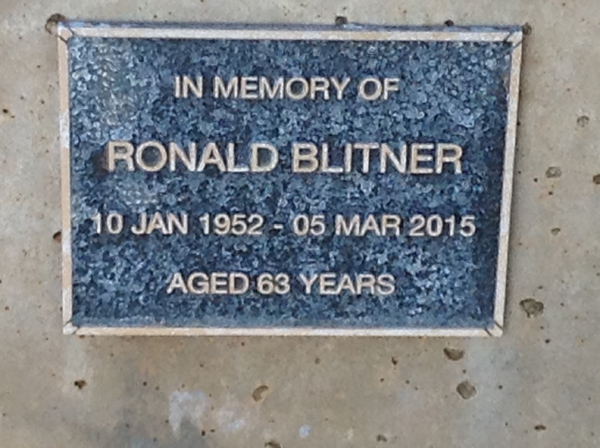 IN MEMORY OF
RONALD BLITNER
10 JAN 1952 - 05 MAR 2015
AGED 63 YEARS